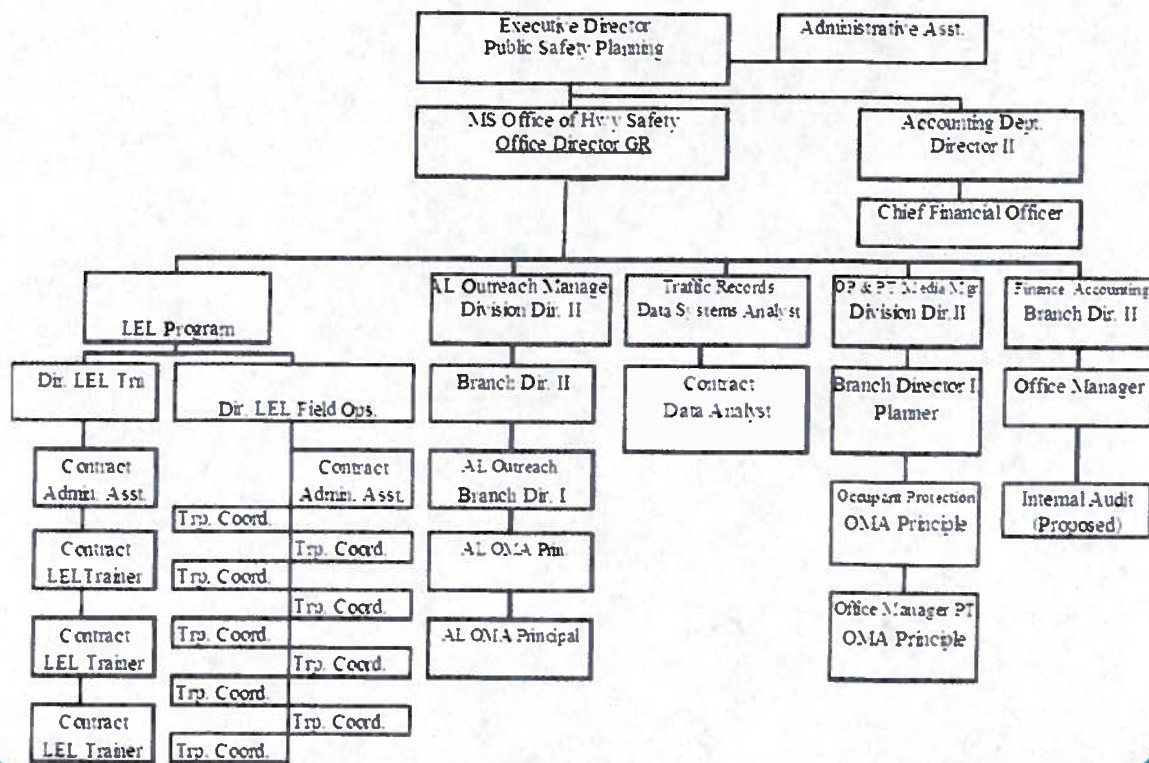 Executive Director
Public Safety Planning
Administrative Asst.
MS Office of Hwy Safety
Office Director GR
Accounting Dept.
Director II
Chief Financial Officer
LEL Program
AL Outreach Manage
Division Dir. II
Traffic Records
Data Systems Analyst
OP & PT Media Mgr
Division Dir. II
Finance Accounting
Branch Dir. II
Dir. LEL Trn
Dir. LEL Field Ops.
Branch Dir. II
Contract
Data Analyst
Branch Director I
Planner
Office Manager
Contract
Admin. Asst.
Contract
Admin. Asst.
AL Outreach
Branch Dir. I
Occupant Protection
OMA Principle
Internal Audit
(Proposed)
Trp. Coord.
Trp. Coord.
Contract
LEL Trainer
AL OMA Prin.
Trp. Coord.
Trp. Coord.
Office Manager PT
OMA Principle
Contract
LEL Trainer
Trp. Coord.
AL OMA Principal
Trp. Coord.
Trp. Coord.
Contract
LEL Trainer
Trp. Coord.
Trp. Coord.